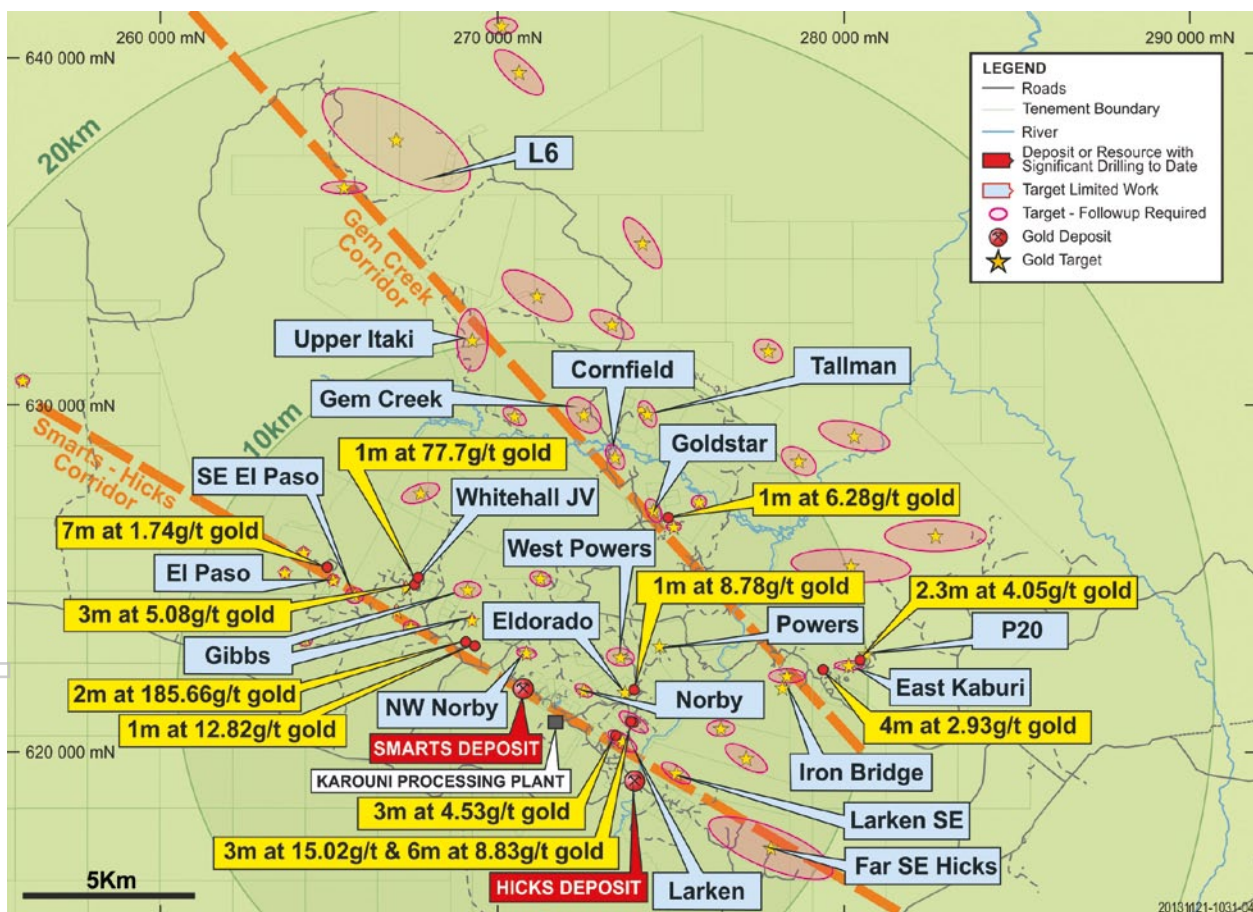 260 000 mN
270 000 mN
280 000 mN
290 000 mN
640 000 mN
630 000 mN
620 000 mN
20km
10km
LEGEND
Roads
Tenement Boundary
River
Deposit or Resource with
Significant Drilling to Date
Target Limited Work
Target - Followup Required
Gold Deposit
Gold Target
L6
Gem Creek
Corridor
Upper Itaki
Cornfield
Tallman
Gem Creek
Smarts - Hicks
Corridor
Goldstar
1m at 77.7g/t gold
SE El Paso
Whitehall JV
1m at 6.28g/t gold
7m at 1.74g/t gold
West Powers
El Paso
1m at 8.78g/t gold
2.3m at 4.05g/t gold
3m at 5.08g/t gold
Eldorado
Powers
P20
Gibbs
2m at 185.66g/t gold
NW Norby
Norby
East Kaburi
1m at 12.82g/t gold
4m at 2.93g/t gold
SMARTS DEPOSIT
KAROUNI PROCESSING PLANT
Iron Bridge
3m at 4.53g/t gold
Larken SE
3m at 15.02g/t & 6m at 8.83g/t gold
Far SE Hicks
HICKS DEPOSIT
Larken
5Km